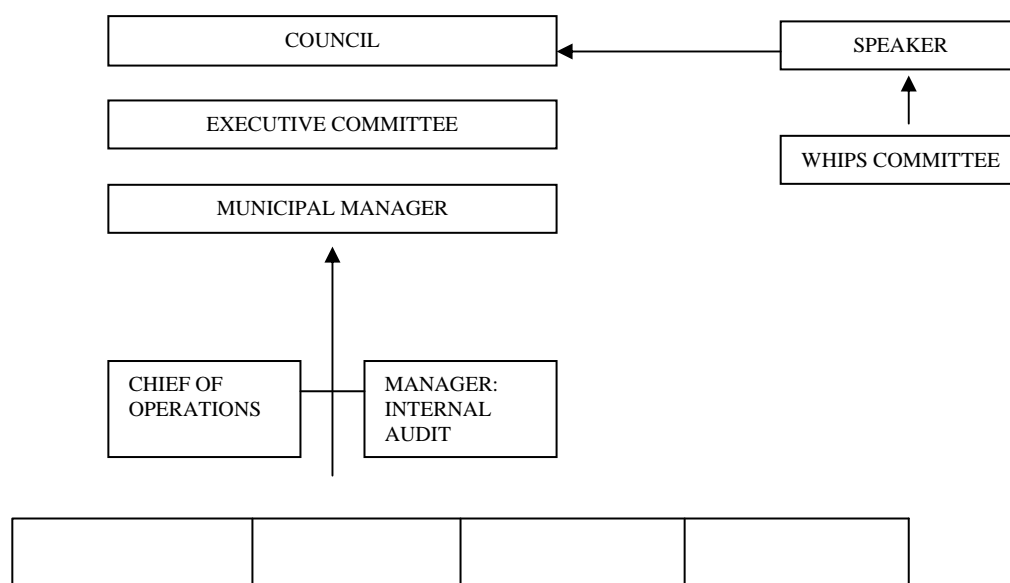 COUNCIL
SPEAKER
EXECUTIVE COMMITTEE
WHIPS COMMITTEE
MUNICIPAL MANAGER
CHIEF OF
OPERATIONS
MANAGER:
INTERNAL
AUDIT